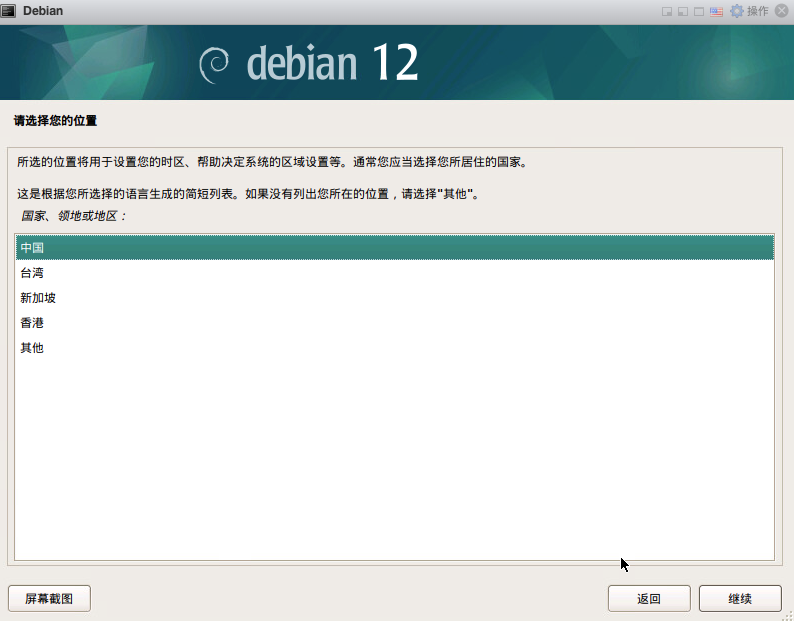 Debian
操作
debian 12
请选择您的位置
所选的位置将用于设置您的时区、帮助决定系统的区域设置等。通常您应当选择您所居住的国家。
这是根据您所选择的语言生成的简短列表。如果没有列出您所在的位置，请选择"其他"。
国家、领地或地区：
中国
台湾
新加坡
香港
其他
屏幕截图
返回
继续